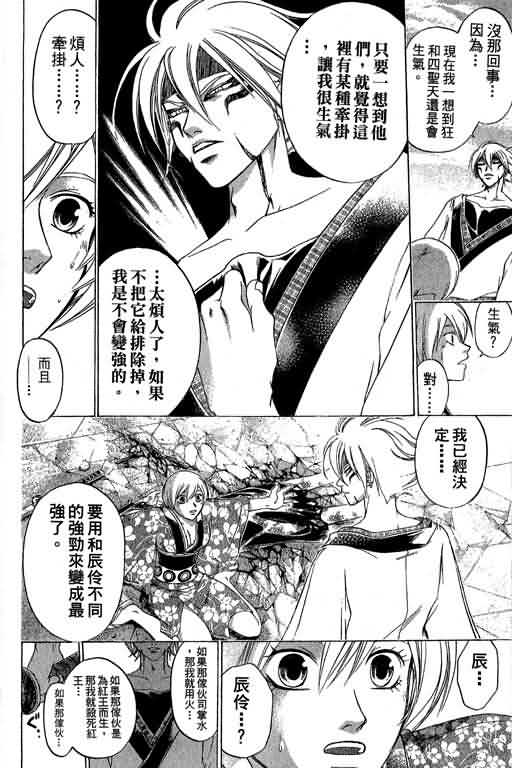 沒那回事…
因為…
現在我一想到狂
和四聖天還是會
生氣。
生氣？
對……
只要一想到他
們，就覺得這
裡有某種牽掛
，讓我很生氣
…太煩人了，如果
不把它給排除掉，
我是不會變強的。
煩人……？
牽掛……？
……而且
我已經決
定……
要用和辰伶不同
的強勁來變成最
強了。
辰…
辰伶…？
如果那傢伙司掌水
，那我就用火…
如果那傢伙是
為紅王而生，
那我就殺死紅
王…
如果那傢伙…